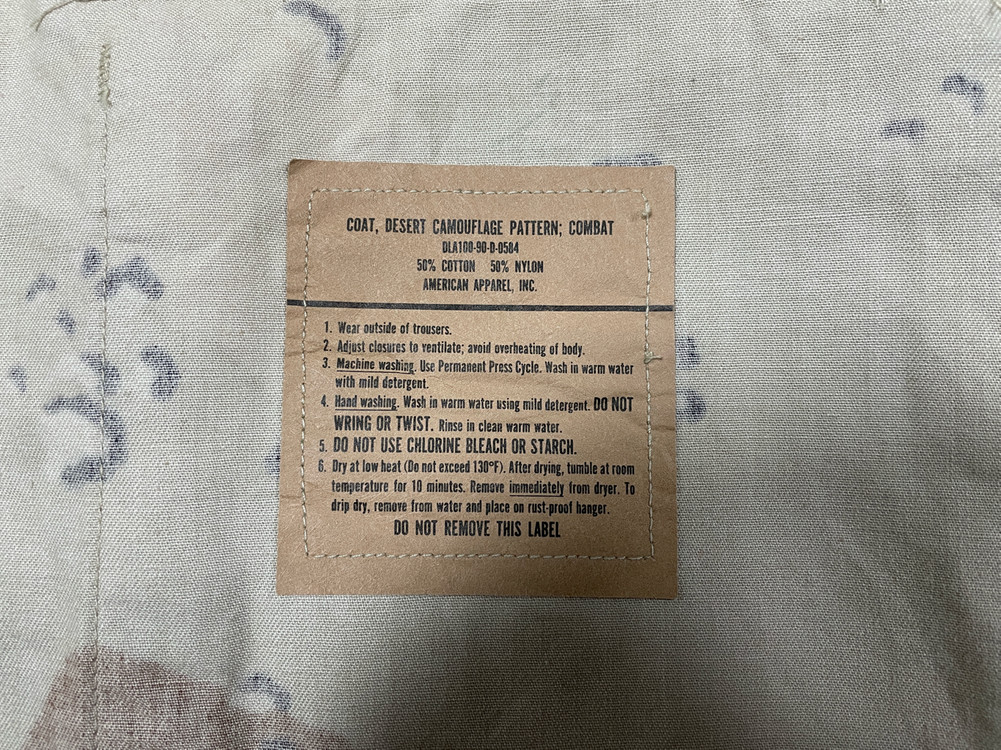 COAT, DESERT CAMOUFLAGE PATTERN; COMBAT
DLA100-90-D-0584
50% COTTON 50% NYLON
AMERICAN APPAREL, INC.
1. Wear outside of trousers.
2. Adjust closures to ventilate; avoid overheating of body.
3. Machine washing. Use Permanent Press Cycle. Wash in warm water
with mild detergent.
4. Hand washing. Wash in warm water using mild detergent. DO NOT
WRING OR TWIST. Rinse in clean warm water.
5. DO NOT USE CHLORINE BLEACH OR STARCH.
6. Dry at low heat (Do not exceed 130°F). After drying, tumble at room
temperature for 10 minutes. Remove immediately from dryer. To
drip dry, remove from water and place on rust-proof hanger.
DO NOT REMOVE THIS LABEL